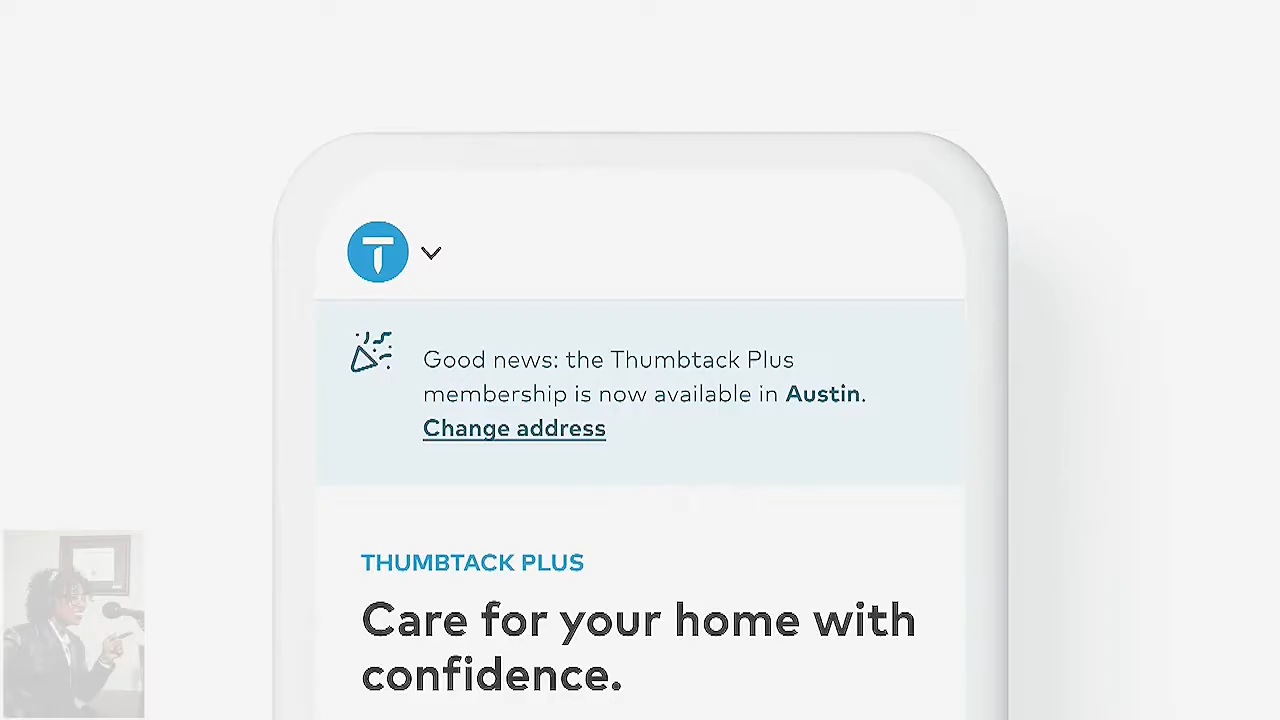 Good news: the Thumbtack Plus
membership is now available in Austin.
Change address
THUMBTACK PLUS
Care for your home with
confidence.